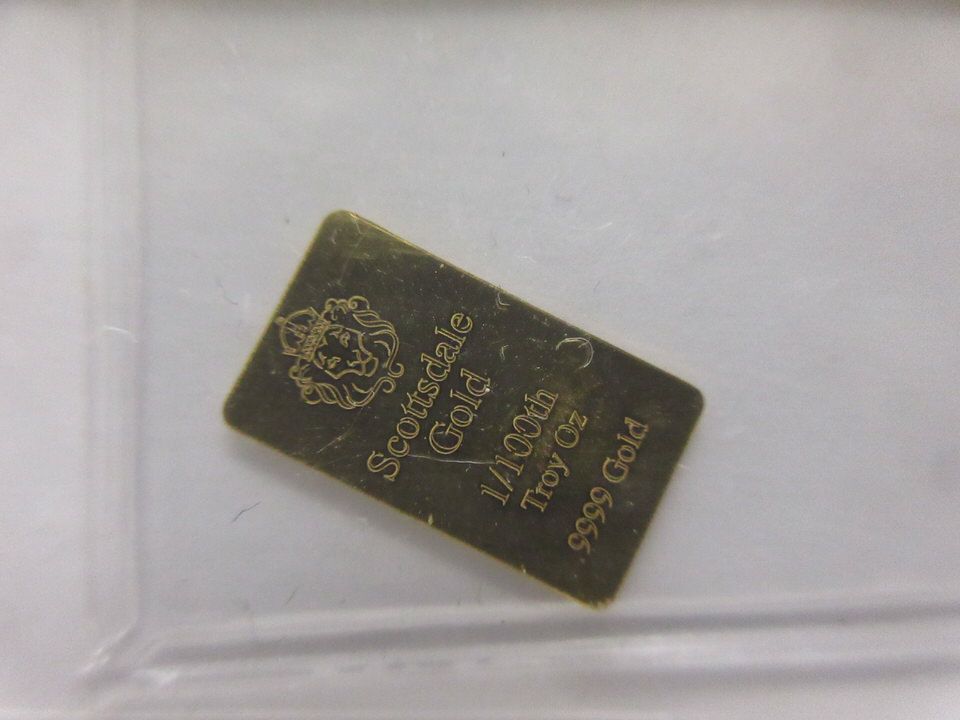 Scottsdale
Gold
1/100th
Troy Oz
9999 Gold